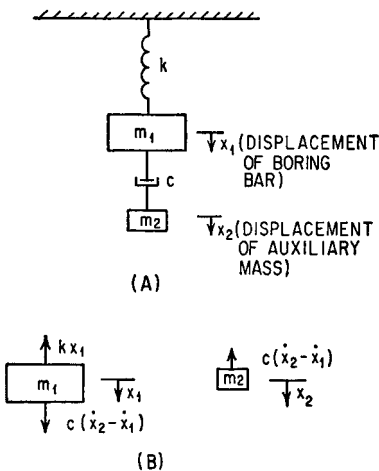 k
m₁
x₁ (DISPLACEMENT
OF BORING
BAR)
c
m₂
x₂ (DISPLACEMENT
OF AUXILIARY
MASS)
(A)
kx₁
m₁
x₁
c(ẋ₂-ẋ₁)
c(ẋ₂-ẋ₁)
m₂
x₂
(B)